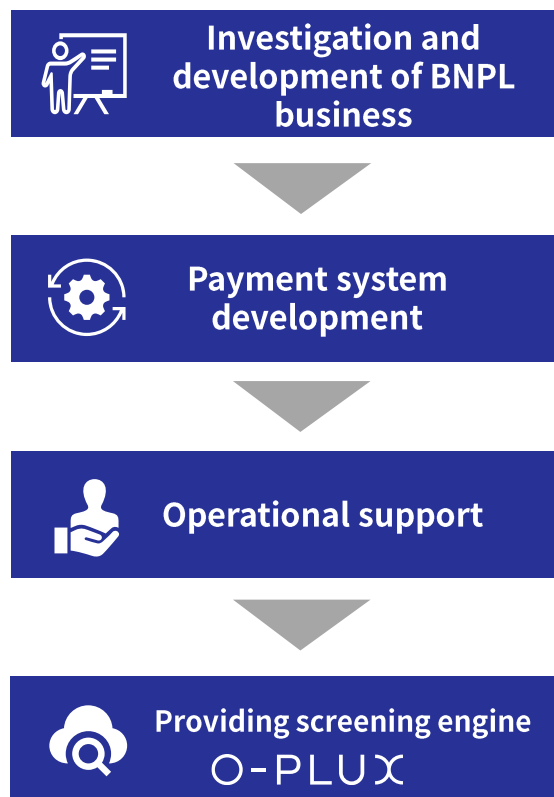 Investigation and
development of BNPL
business
Payment system
development
Operational support
Providing screening engine
O-PLUX